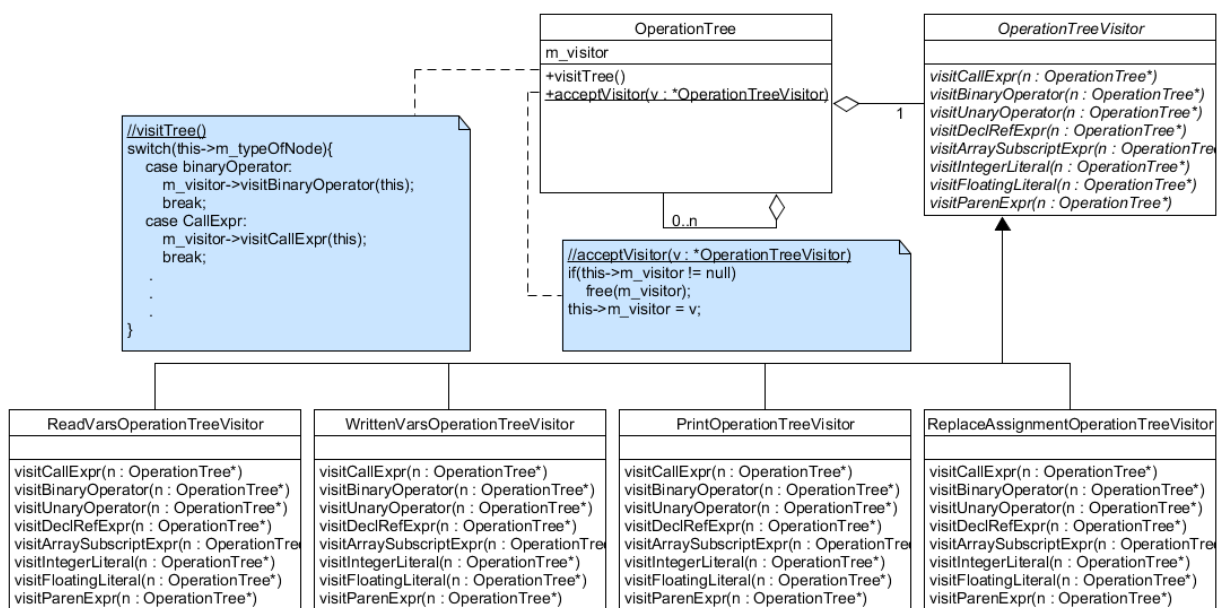 OperationTree
m_visitor
+visitTree()
+acceptVisitor(v : *OperationTreeVisitor)
OperationTreeVisitor
visitCallExpr(n : OperationTree*)
visitBinaryOperator(n : OperationTree*)
visitUnaryOperator(n : OperationTree*)
visitDeclRefExpr(n : OperationTree*)
visitArraySubscriptExpr(n : OperationTre
visitIntegerLiteral(n : OperationTree*)
visitFloatingLiteral(n : OperationTree*)
visitParenExpr(n : OperationTree*)
1
0..n
//visitTree()
switch(this->m_typeOfNode){
case binaryOperator:
m_visitor->visitBinaryOperator(this);
break;
case CallExpr:
m_visitor->visitCallExpr(this);
break;
.
.
.
}
//acceptVisitor(v : *OperationTreeVisitor)
if(this->m_visitor != null)
free(m_visitor);
this->m_visitor = v;
ReadVarsOperationTreeVisitor
visitCallExpr(n : OperationTree*)
visitBinaryOperator(n : OperationTree*)
visitUnaryOperator(n : OperationTree*)
visitDeclRefExpr(n : OperationTree*)
visitArraySubscriptExpr(n : OperationTre
visitIntegerLiteral(n : OperationTree*)
visitFloatingLiteral(n : OperationTree*)
visitParenExpr(n : OperationTree*)
WrittenVarsOperationTreeVisitor
visitCallExpr(n : OperationTree*)
visitBinaryOperator(n : OperationTree*)
visitUnaryOperator(n : OperationTree*)
visitDeclRefExpr(n : OperationTree*)
visitArraySubscriptExpr(n : OperationTre
visitIntegerLiteral(n : OperationTree*)
visitFloatingLiteral(n : OperationTree*)
visitParenExpr(n : OperationTree*)
PrintOperationTreeVisitor
visitCallExpr(n : OperationTree*)
visitBinaryOperator(n : OperationTree*)
visitUnaryOperator(n : OperationTree*)
visitDeclRefExpr(n : OperationTree*)
visitArraySubscriptExpr(n : OperationTre
visitIntegerLiteral(n : OperationTree*)
visitFloatingLiteral(n : OperationTree*)
visitParenExpr(n : OperationTree*)
ReplaceAssignmentOperationTreeVisitor
visitCallExpr(n : OperationTree*)
visitBinaryOperator(n : OperationTree*)
visitUnaryOperator(n : OperationTree*)
visitDeclRefExpr(n : OperationTree*)
visitArraySubscriptExpr(n : OperationTre
visitIntegerLiteral(n : OperationTree*)
visitFloatingLiteral(n : OperationTree*)
visitParenExpr(n : OperationTree*)